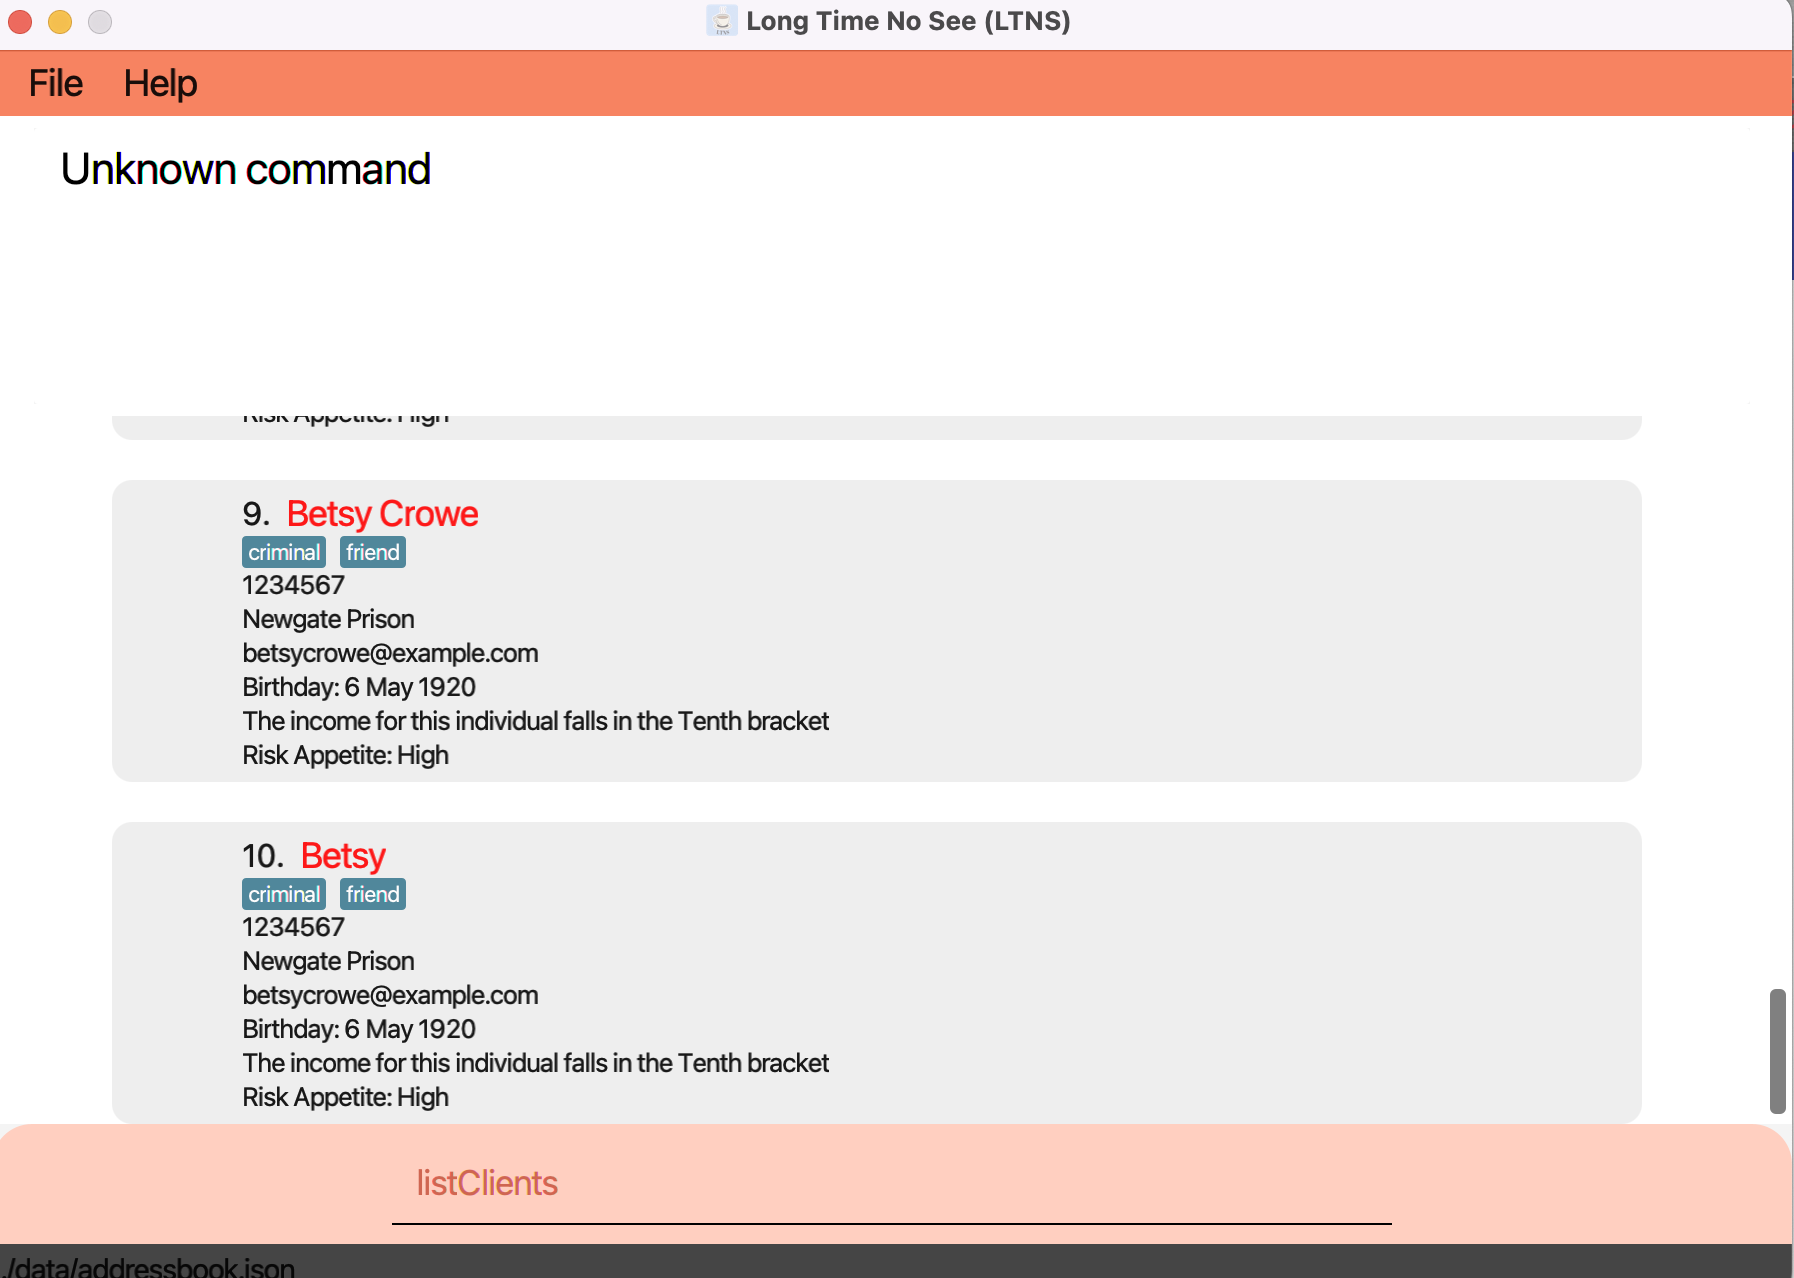 Long Time No See (LTNS)
File Help
Unknown command
Risk Appetite: High
9. Betsy Crowe
criminal friend
1234567
Newgate Prison
betsycrowe@example.com
Birthday: 6 May 1920
The income for this individual falls in the Tenth bracket
Risk Appetite: High
10. Betsy
criminal friend
1234567
Newgate Prison
betsycrowe@example.com
Birthday: 6 May 1920
The income for this individual falls in the Tenth bracket
Risk Appetite: High
listClients
./data/addressbook.json